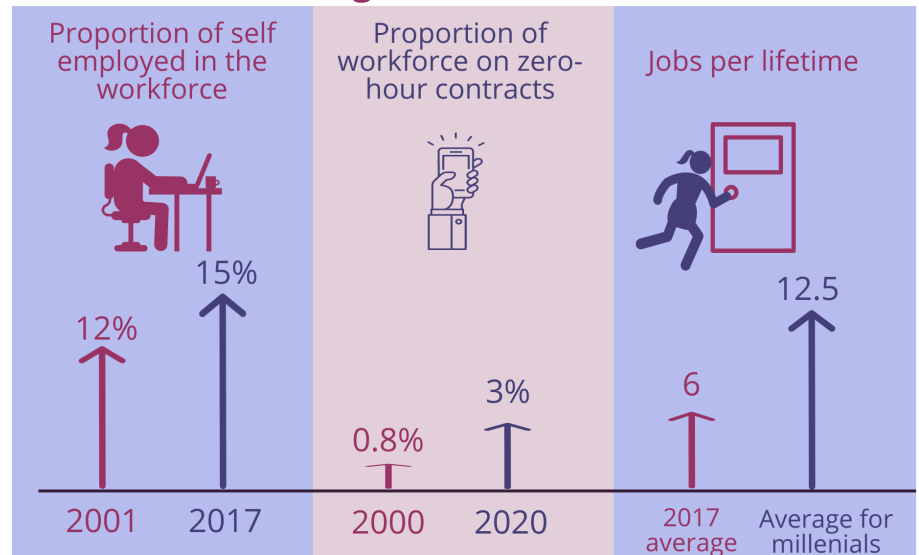 Proportion of self
employed in the
workforce
15%
12%
2001
2017
Proportion of
workforce on zero-
hour contracts
3%
0.8%
2000
2020
Jobs per lifetime
12.5
6
2017
average
Average for
millenials